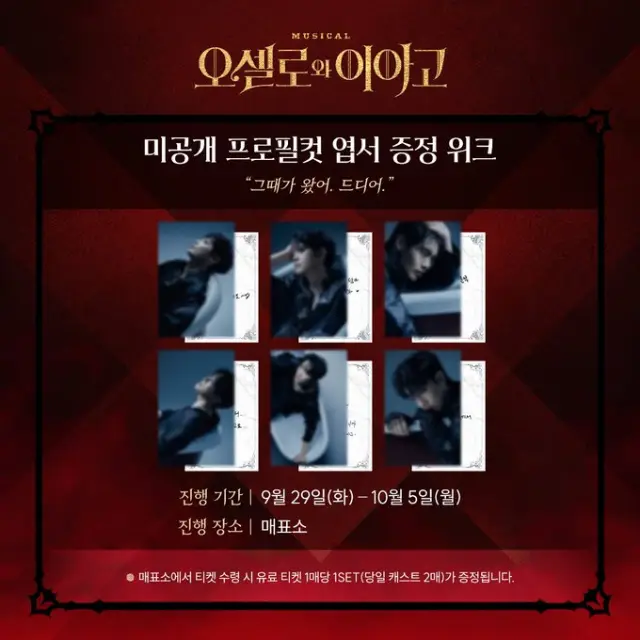 MUSICAL
오셀로와 이아고
미공개 프로필컷 엽서 증정 위크
“그때가 왔어. 드디어.”
진행 기간 | 9월 29일(화) – 10월 5일(월)
진행 장소 | 매표소
매표소에서 티켓 수령 시 유료 티켓 1매당 1SET(당일 캐스트 2매)가 증정됩니다.